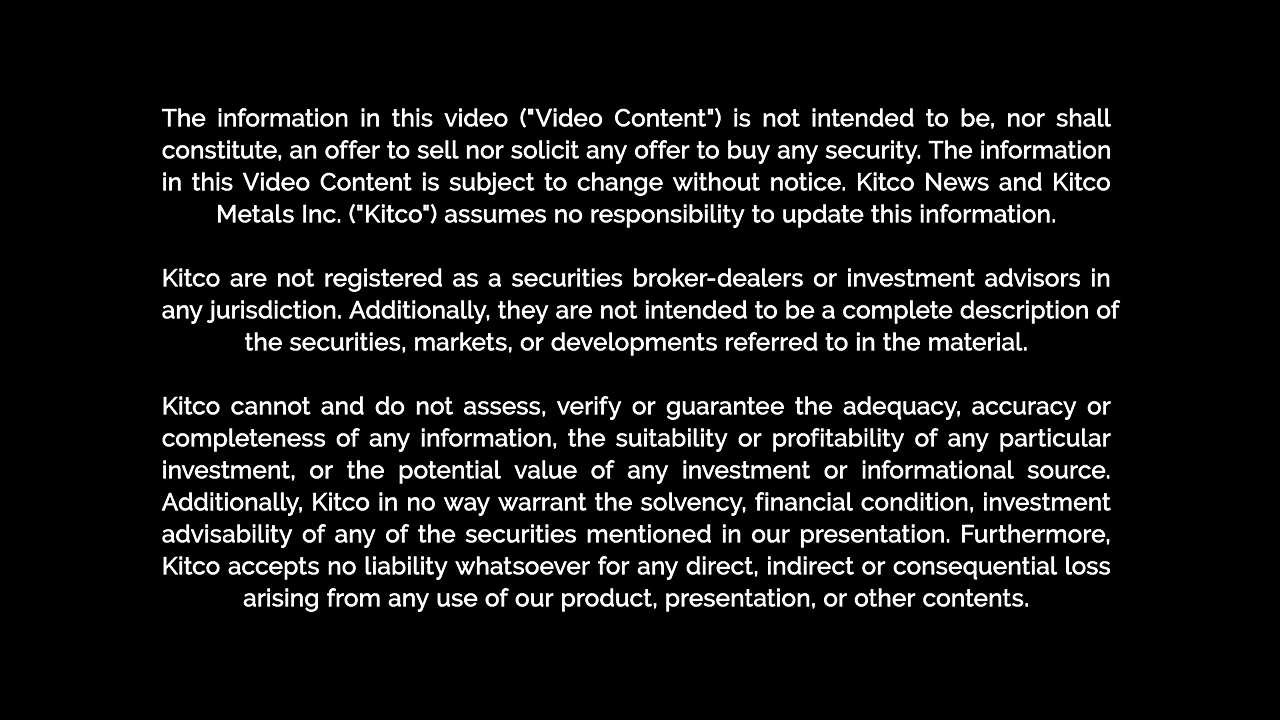 The information in this video ("Video Content") is not intended to be, nor shall
constitute, an offer to sell nor solicit any offer to buy any security. The information
in this Video Content is subject to change without notice. Kitco News and Kitco
Metals Inc. ("Kitco") assumes no responsibility to update this information.
Kitco are not registered as a securities broker-dealers or investment advisors in
any jurisdiction. Additionally, they are not intended to be a complete description of
the securities, markets, or developments referred to in the material.
Kitco cannot and do not assess, verify or guarantee the adequacy, accuracy or
completeness of any information, the suitability or profitability of any particular
investment, or the potential value of any investment or informational source.
Additionally, Kitco in no way warrant the solvency, financial condition, investment
advisability of any of the securities mentioned in our presentation. Furthermore,
Kitco accepts no liability whatsoever for any direct, indirect or consequential loss
arising from any use of our product, presentation, or other contents.